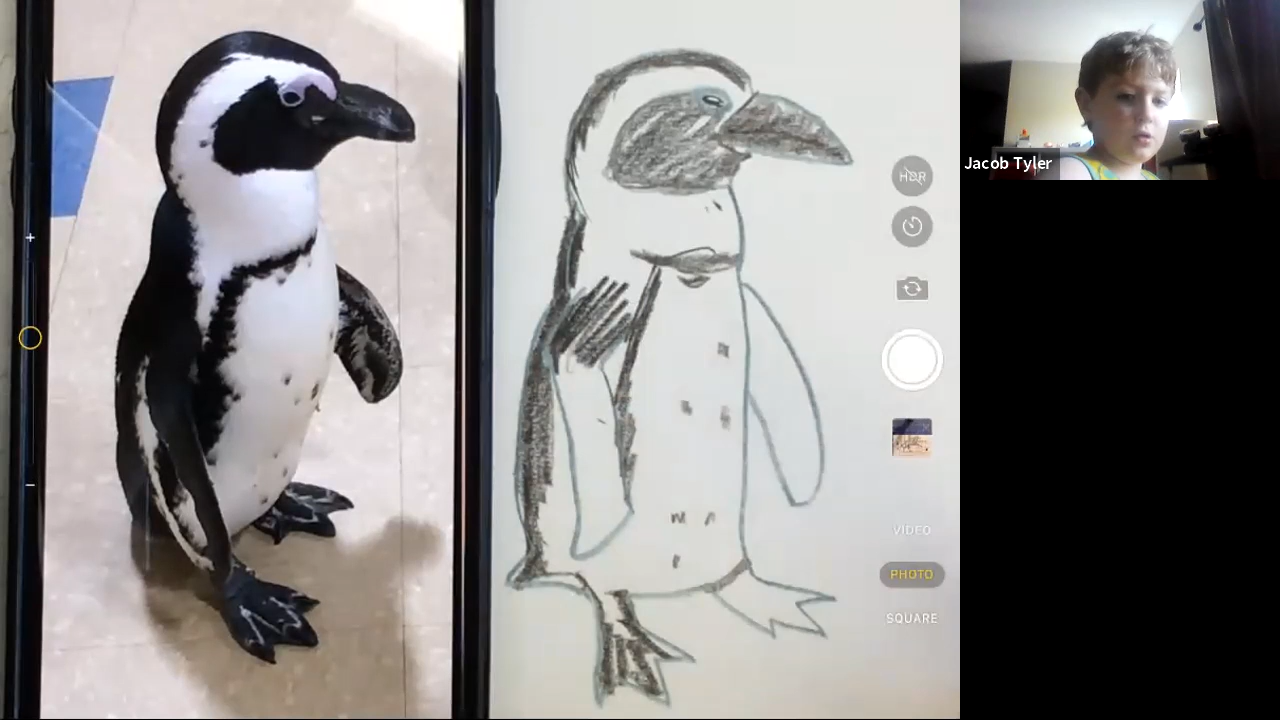 HDR
Jacob Tyler
VIDEO
PHOTO
SQUARE